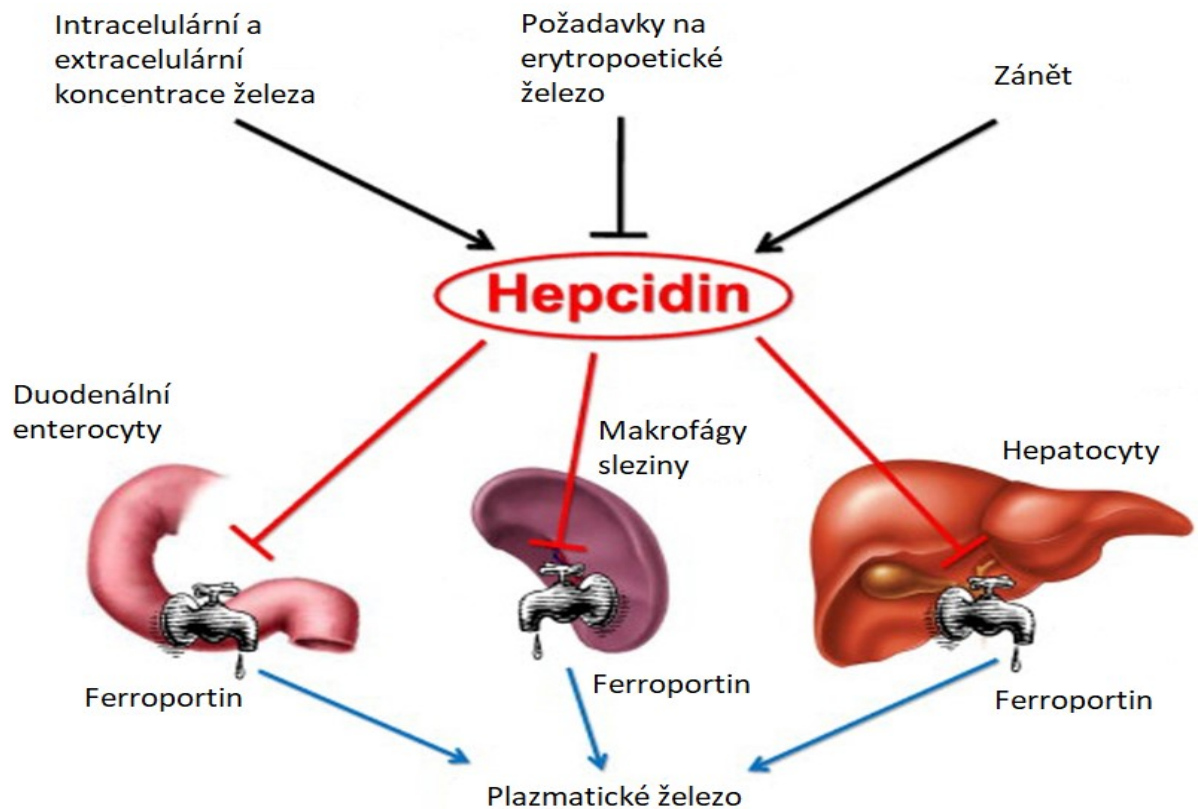 Intracelulární a
extracelulární
koncentrace železa
Požadavky na
erytropoetické
železo
Zánět
Hepcidin
Duodenální
enterocyty
Makrofágy
sleziny
Hepatocyty
Ferroportin
Ferroportin
Ferroportin
Plazmatické železo